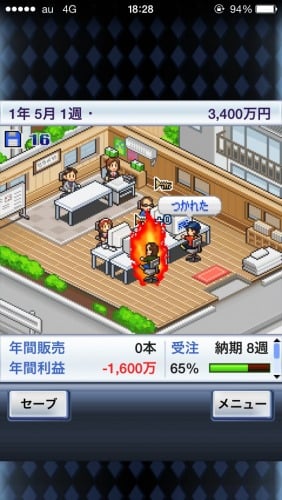 au 4G 18:28 94%
1年 5月 1週・ 3,400万円
16
つかれた
+0
年間販売 0本 受注 納期 8週
年間利益 -1,600万 65%
セーブ メニュー